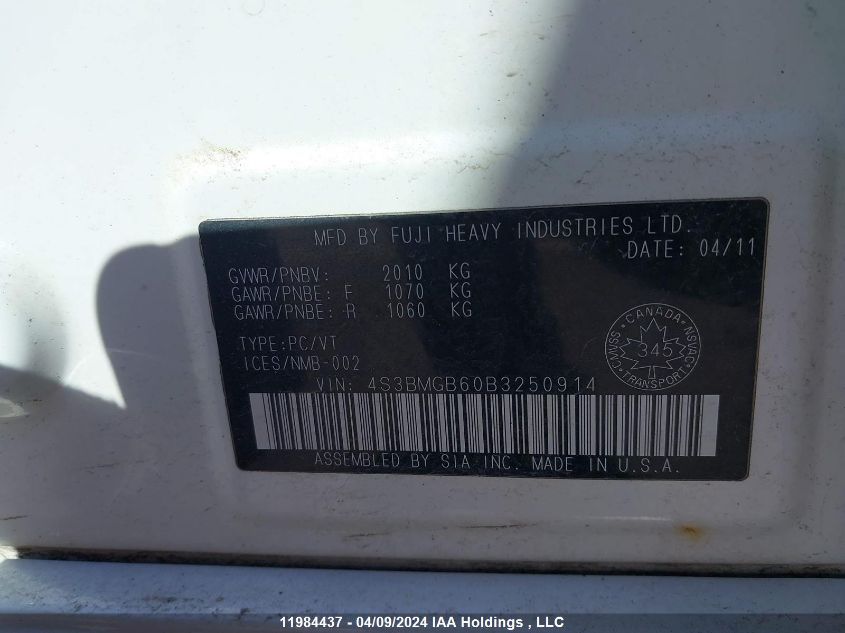 MFD BY FUJI HEAVY INDUSTRIES LTD.
DATE: 04/11
GVWR/PNBV: 2010 KG
GAWR/PNBE: F 1070 KG
GAWR/PNBE: R 1060 KG
TYPE:PC/VT
ICES/NMB-002
CANADA
CMVSS
345
NSVAC
TRANSPORT
VIN: 4S3BMGB60B3250914
ASSEMBLED BY SIA INC. MADE IN U.S.A.
11984437 - 04/09/2024 IAA Holdings , LLC